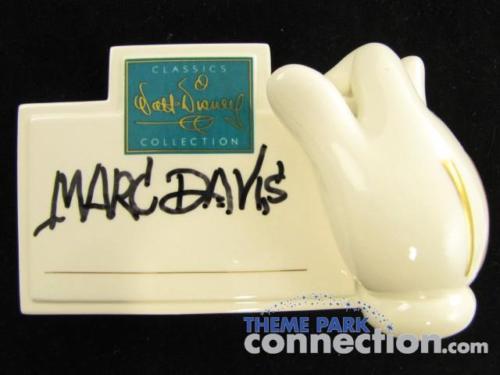 CLASSICS
Walt Disney
COLLECTION
MARC DAVIS
THEME PARK
connection.com